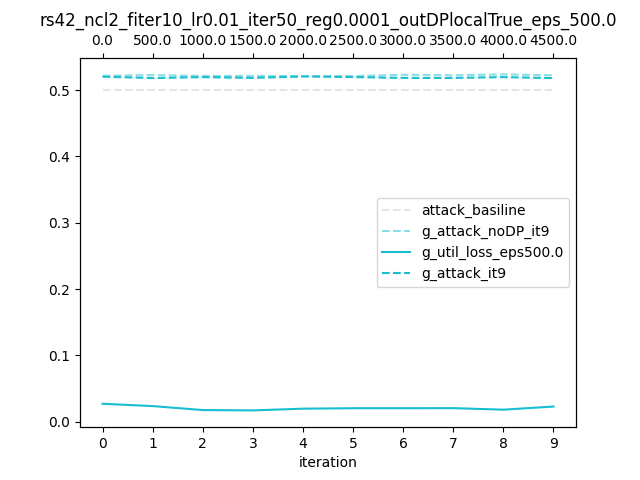 rs42_ncl2_fiter10_lr0.01_iter50_reg0.0001_outDPlocalTrue_eps_500.0
0.0 500.0 1000.0 1500.0 2000.0 2500.0 3000.0 3500.0 4000.0 4500.0
0.5
0.4
0.3
0.2
0.1
0.0
attack_basiline
g_attack_noDP_it9
g_util_loss_eps500.0
g_attack_it9
0 1 2 3 4 5 6 7 8 9
iteration